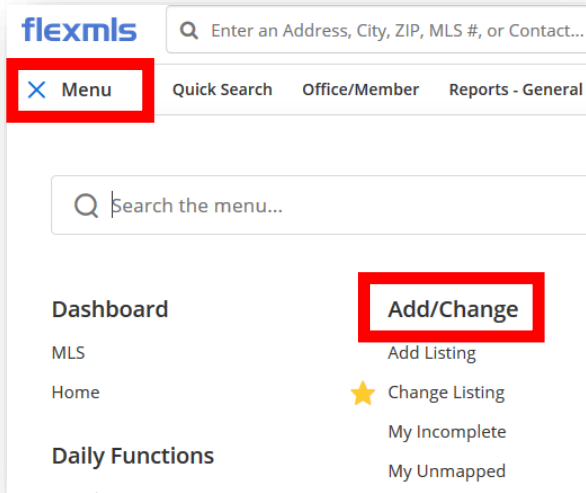 flexmls
Enter an Address, City, ZIP, MLS #, or Contact...
Menu
Quick Search
Office/Member
Reports - General
Search the menu...
Dashboard
MLS
Home
Daily Functions
Add/Change
Add Listing
Change Listing
My Incomplete
My Unmapped